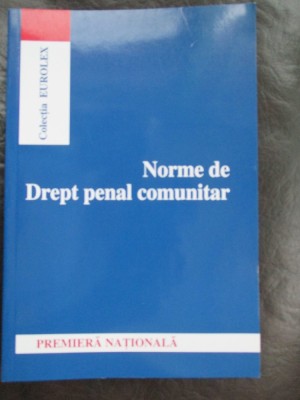 Colecția EUROLEX
Norme de
Drept penal comunitar
PREMIERĂ NAȚIONALĂ